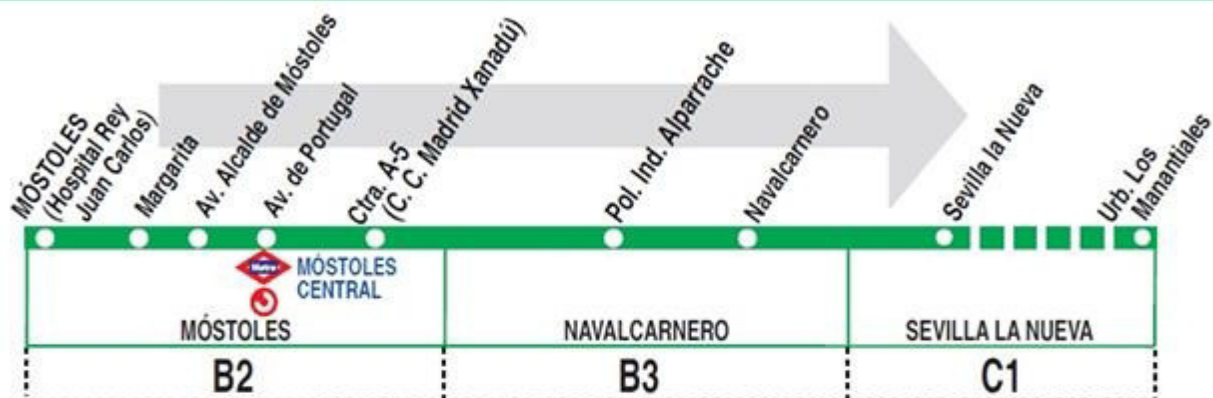 MÓSTOLES
(Hospital Rey
Juan Carlos)
Margarita
Av. Alcalde de Móstoles
Av. de Portugal
Ctra. A-5
(C. C. Madrid Xanadú)
Pol. Ind. Alparrache
Navalcarnero
Sevilla la Nueva
Urb. Los
Manantiales
Metro
MÓSTOLES
CENTRAL
MÓSTOLES
NAVALCARNERO
SEVILLA LA NUEVA
B2
B3
C1